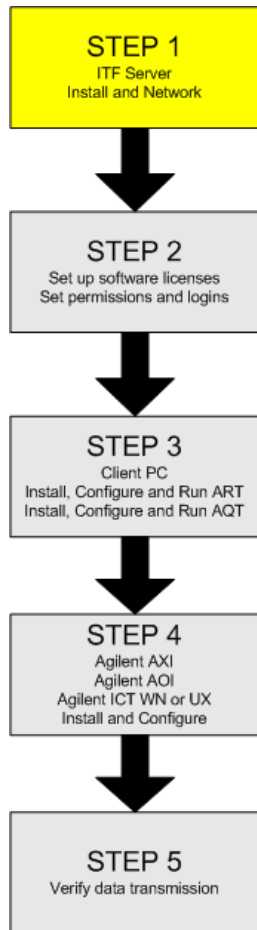 STEP 1
ITF Server
Install and Network
STEP 2
Set up software licenses
Set permissions and logins
STEP 3
Client PC
Install, Configure and Run ART
Install, Configure and Run AQT
STEP 4
Agilent AXI
Agilent AOI
Agilent ICT WN or UX
Install and Configure
STEP 5
Verify data transmission